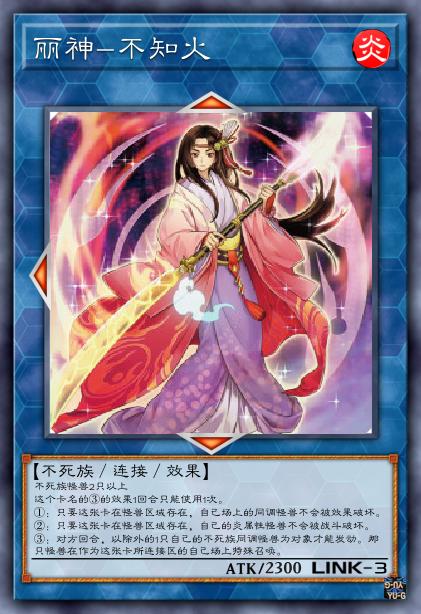 丽神-不知火
炎
【不死族/连接/效果】
不死族怪兽2只以上
这个卡名的③的效果1回合只能使用1次。
①：只要这张卡在怪兽区域存在，自己场上的同调怪兽不会被效果破坏。
②：只要这张卡在怪兽区域存在，自己的炎属性怪兽不会被战斗破坏。
③：对方回合，以除外的1只自己的不死族同调怪兽为对象才能发动。那
只怪兽在作为这张卡所连接区的自己场上特殊召唤。
ATK/2300 LINK-3